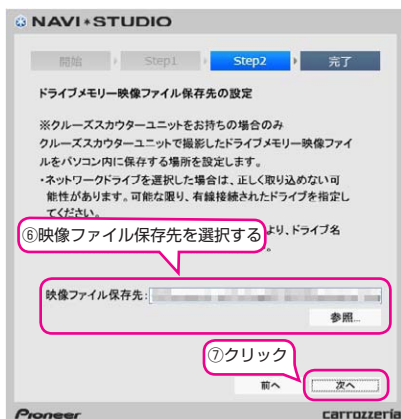 NAVI*STUDIO
開始 Step1 Step2 完了
ドライブメモリー映像ファイル保存先の設定
※クルーズスカウターユニットをお持ちの場合のみ
クルーズスカウターユニットで撮影したドライブメモリー映像ファイ
ルをパソコン内に保存する場所を設定します。
・ネットワークドライブを選択した場合は、正しく取り込めない可
能性があります。可能な限り、有線接続されたドライブを指定し
てください。
より、ドライブ名
⑥映像ファイル保存先を選択する
映像ファイル保存先:
参照...
⑦クリック
前へ 次へ
Pioneer carrozzeria